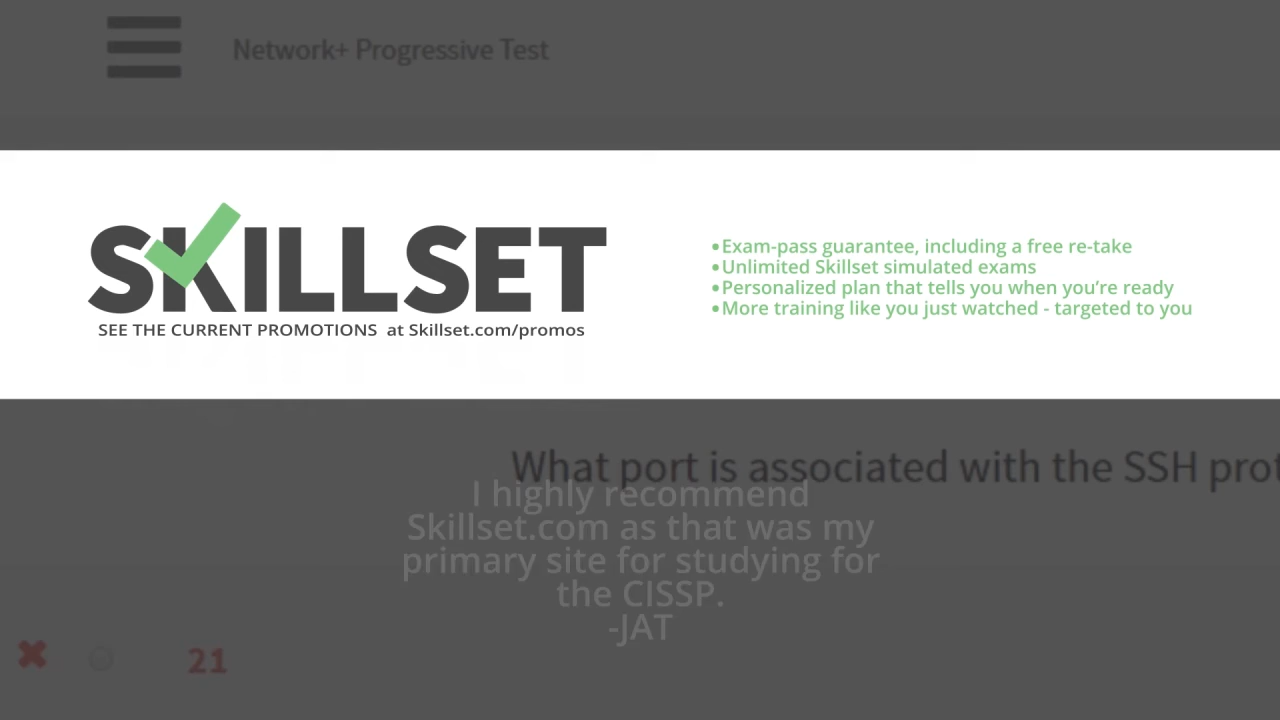 Network+ Progressive Test
SKILLSET
SEE THE CURRENT PROMOTIONS at Skillset.com/promos
•Exam-pass guarantee, including a free re-take
•Unlimited Skillset simulated exams
•Personalized plan that tells you when you’re ready
•More training like you just watched - targeted to you
What port is associated with the SSH prot
I highly recommend
Skillset.com as that was my
primary site for studying for
the CISSP.
-JAT
21